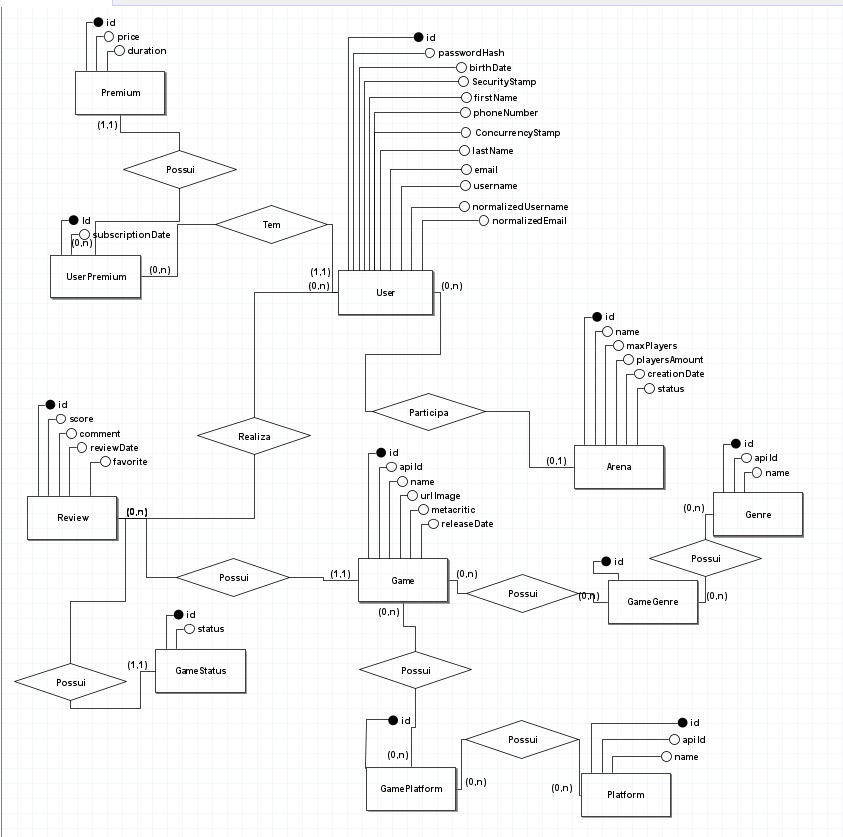 id
price
duration
Premium
(1,1)
Possui
Id
subscriptionDate
(0,n)
UserPremium
(0,n)
Tem
id
passwordHash
birthDate
SecurityStamp
firstName
phoneNumber
ConcurrencyStamp
lastName
email
username
normalizedUsername
normalizedEmail
(1,1)
(0,n)
User
(0,n)
Participa
id
name
maxPlayers
playersAmount
creationDate
status
(0,1)
Arena
Realiza
id
score
comment
reviewDate
favorite
Review
(0,n)
Possui
(1,1)
id
apiId
name
urlImage
metacritic
releaseDate
Game
(0,n)
Possui
(0,n)
id
GameGenre
(0,n)
Possui
(0,n)
id
apiId
name
Genre
Possui
(1,1)
id
status
GameStatus
(0,n)
Possui
id
(0,n)
GamePlatform
(0,n)
Possui
(0,n)
id
apiId
name
Platform